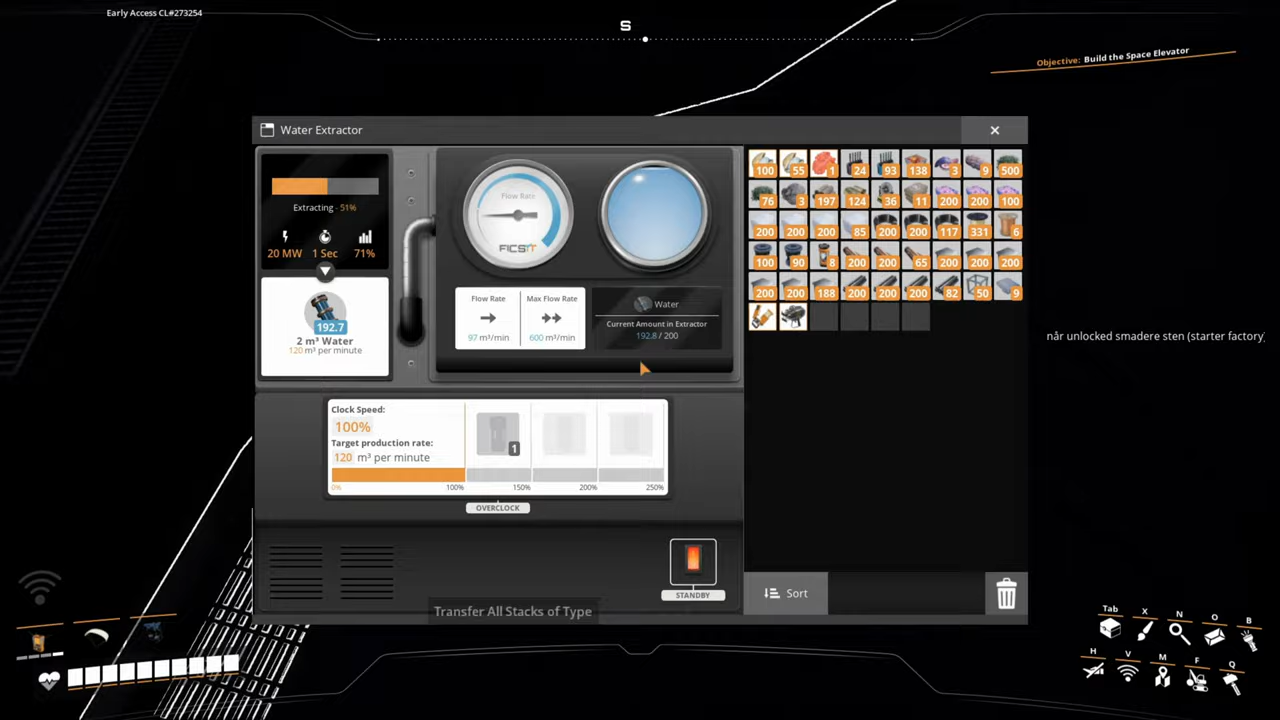 Early Access CL#273254
S
Objective: Build the Space Elevator
Water Extractor
Extracting - 51%
20 MW
1 Sec
71%
192.7
2 m³ Water
120 m³ per minute
Flow Rate
FICSIT
Flow Rate
97 m³/min
Max Flow Rate
600 m³/min
Water
Current Amount in Extractor
192.8 / 200
Clock Speed:
100%
Target production rate:
120 m³ per minute
1
0% 100% 150% 200% 250%
OVERCLOCK
STANDBY
Transfer All Stacks of Type
100 55 1 24 93 138 3 9 500
76 3 197 124 36 11 200 200 100
200 200 200 85 200 200 117 331 6
100 90 8 200 200 65 200 200 200
200 200 188 200 200 200 82 50 9
Sort
når unlocked smadere sten (starter factory)
Tab X N O B
H V M F Q